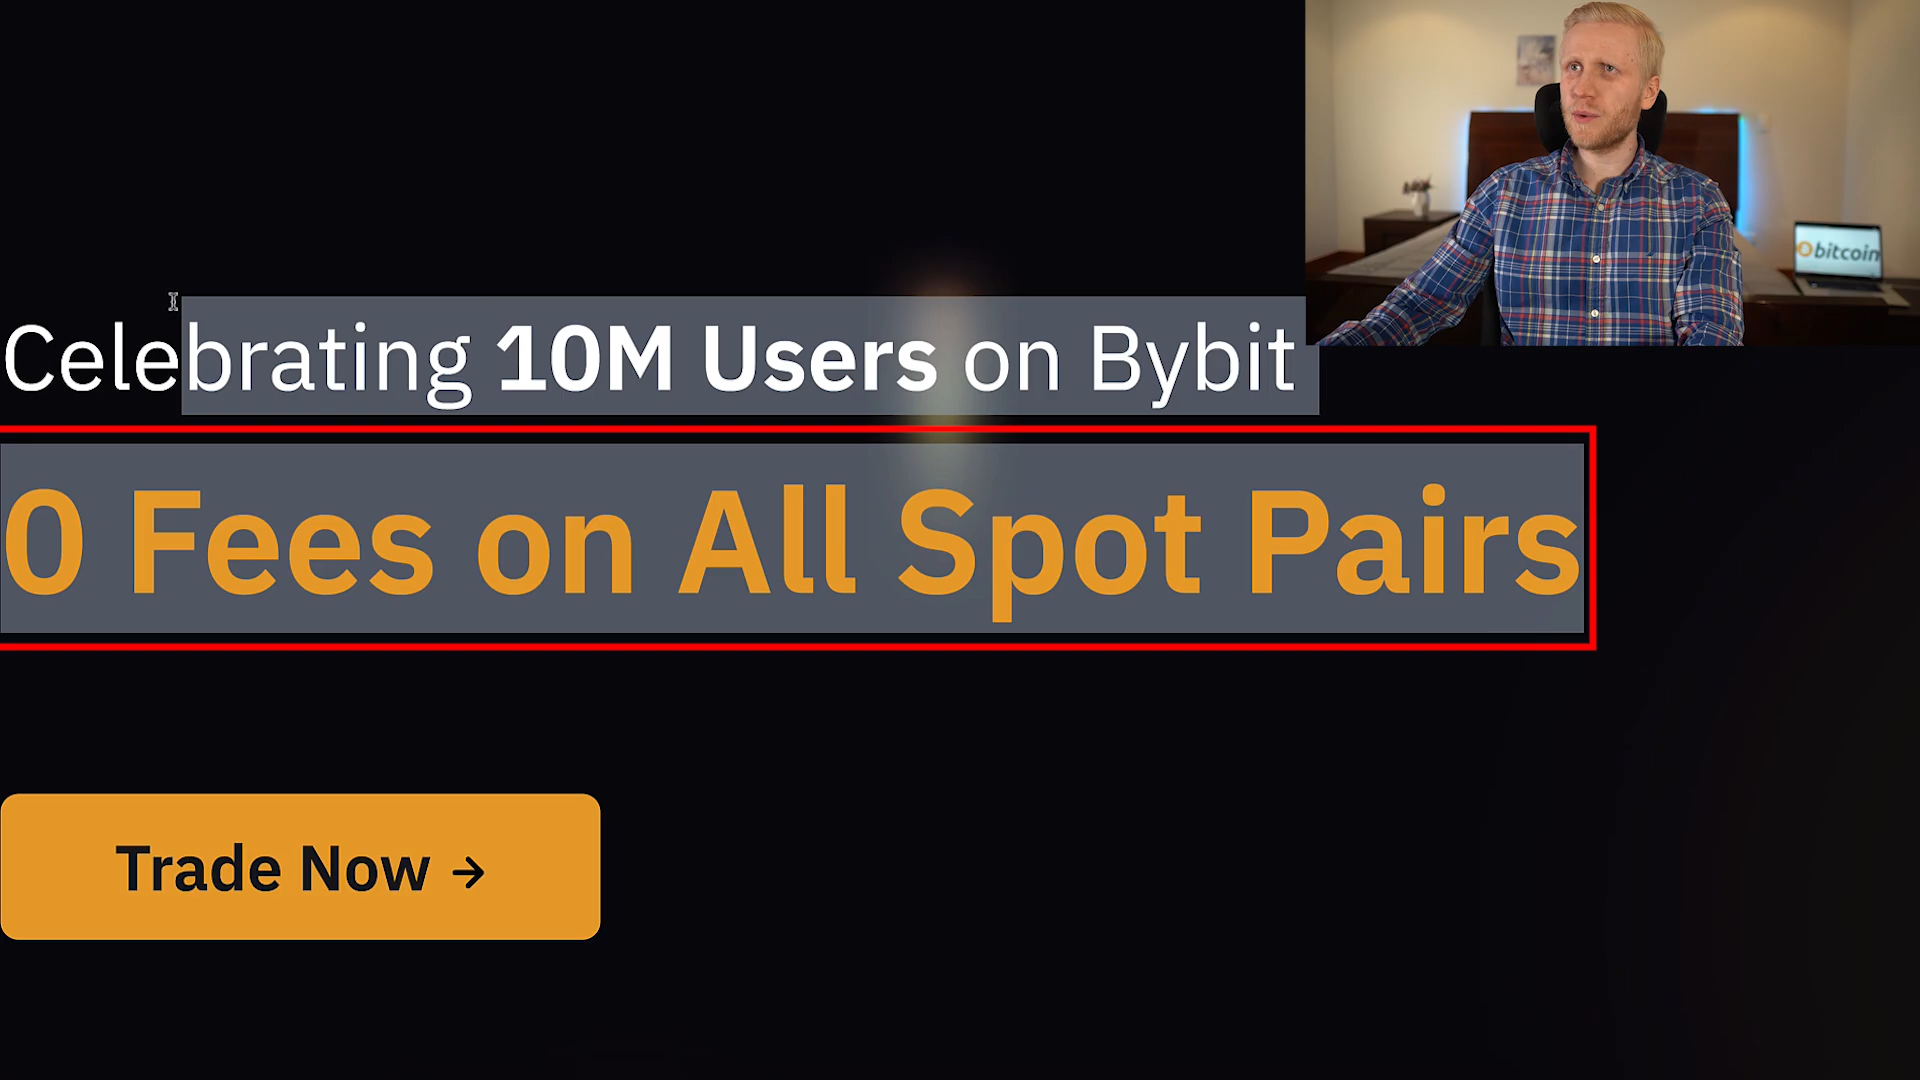 bitcoin
Celebrating 10M Users on Bybit
0 Fees on All Spot Pairs
Trade Now →